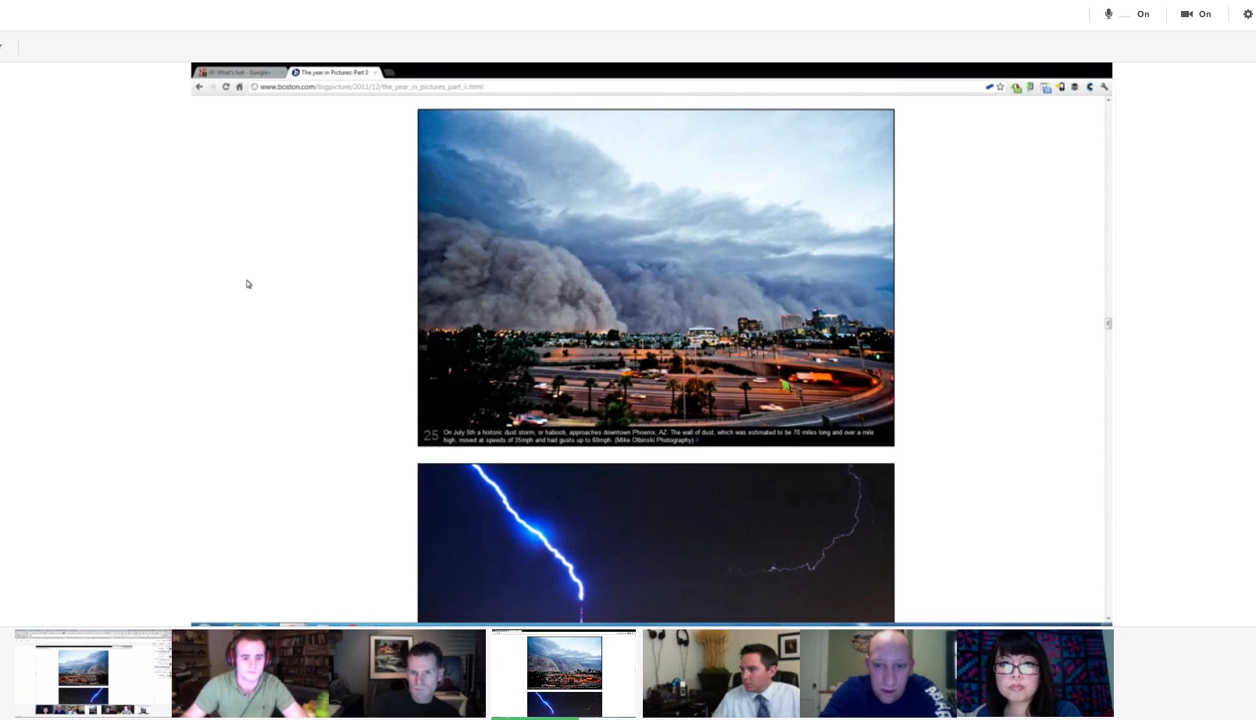 On
On
(K) What's hot - Google+
The year in Pictures: Part II
www.boston.com/bigpicture/2011/12/the_year_in_pictures_part_ii.html
25 On July 5th a historic dust storm, or haboob, approaches downtown Phoenix, AZ. The wall of dust, which was estimated to be 70 miles long and over a mile
high, moved at speeds of 35mph and had gusts up to 60mph. (Mike Olbinski Photography)